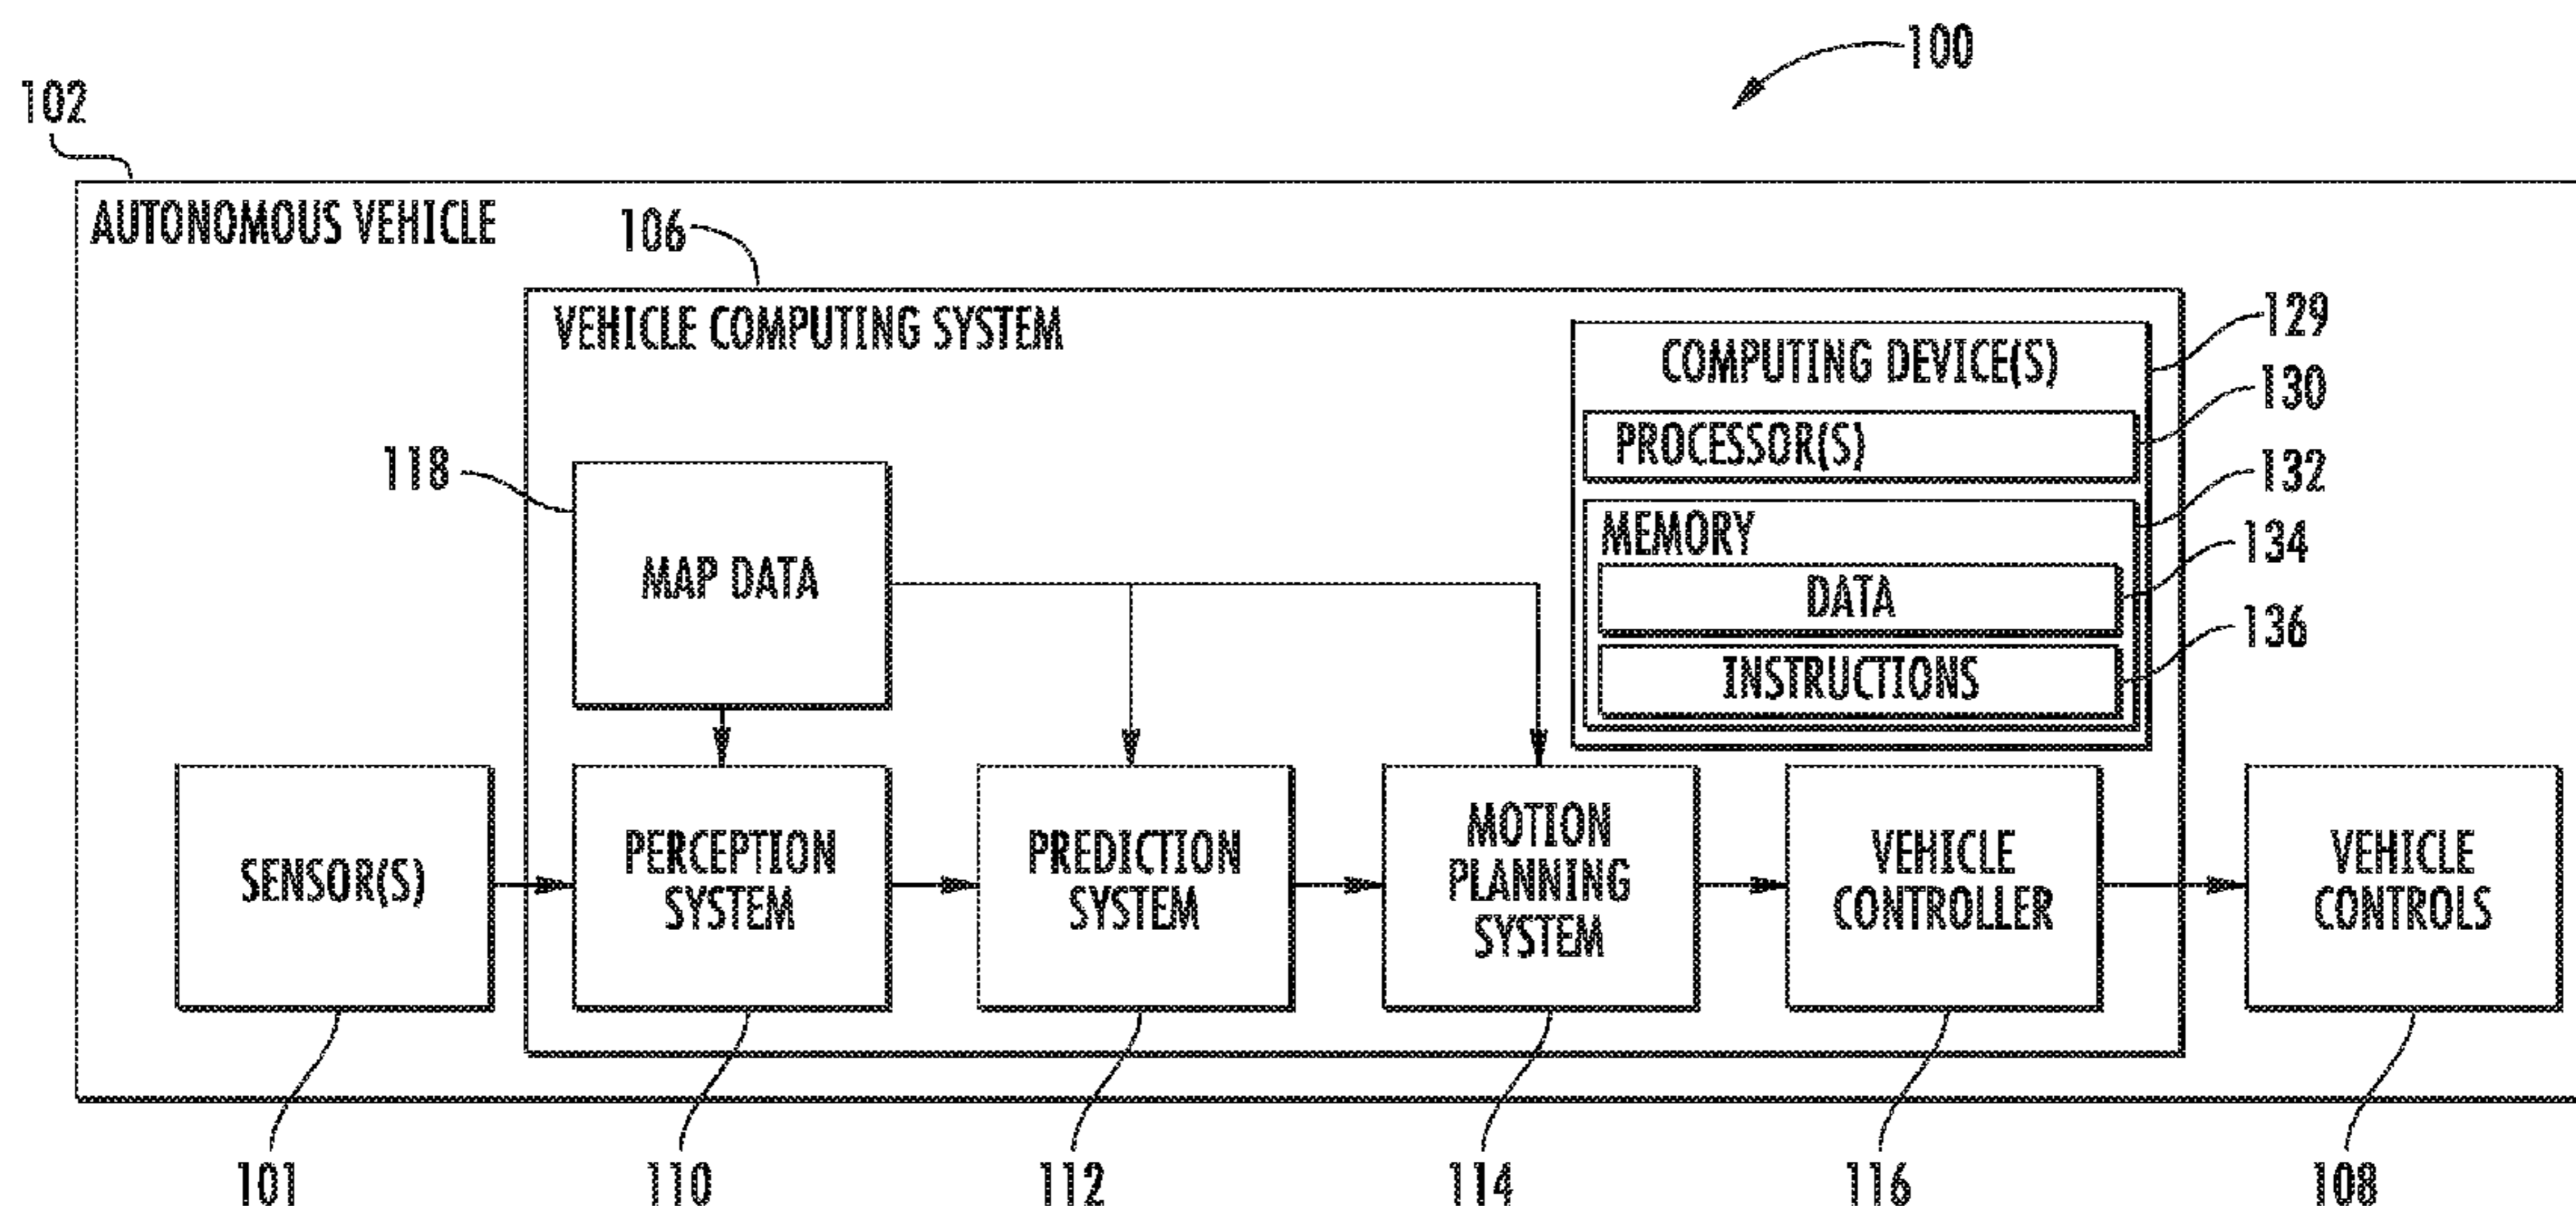 100
102
AUTONOMOUS VEHICLE
106
VEHICLE COMPUTING SYSTEM
129
COMPUTING DEVICE(S)
130
PROCESSOR(S)
118
132
MEMORY
134
MAP DATA
DATA
136
INSTRUCTIONS
SENSOR(S)
PERCEPTION
SYSTEM
PREDICTION
SYSTEM
MOTION
PLANNING
SYSTEM
VEHICLE
CONTROLLER
VEHICLE
CONTROLS
101
110
112
114
116
108